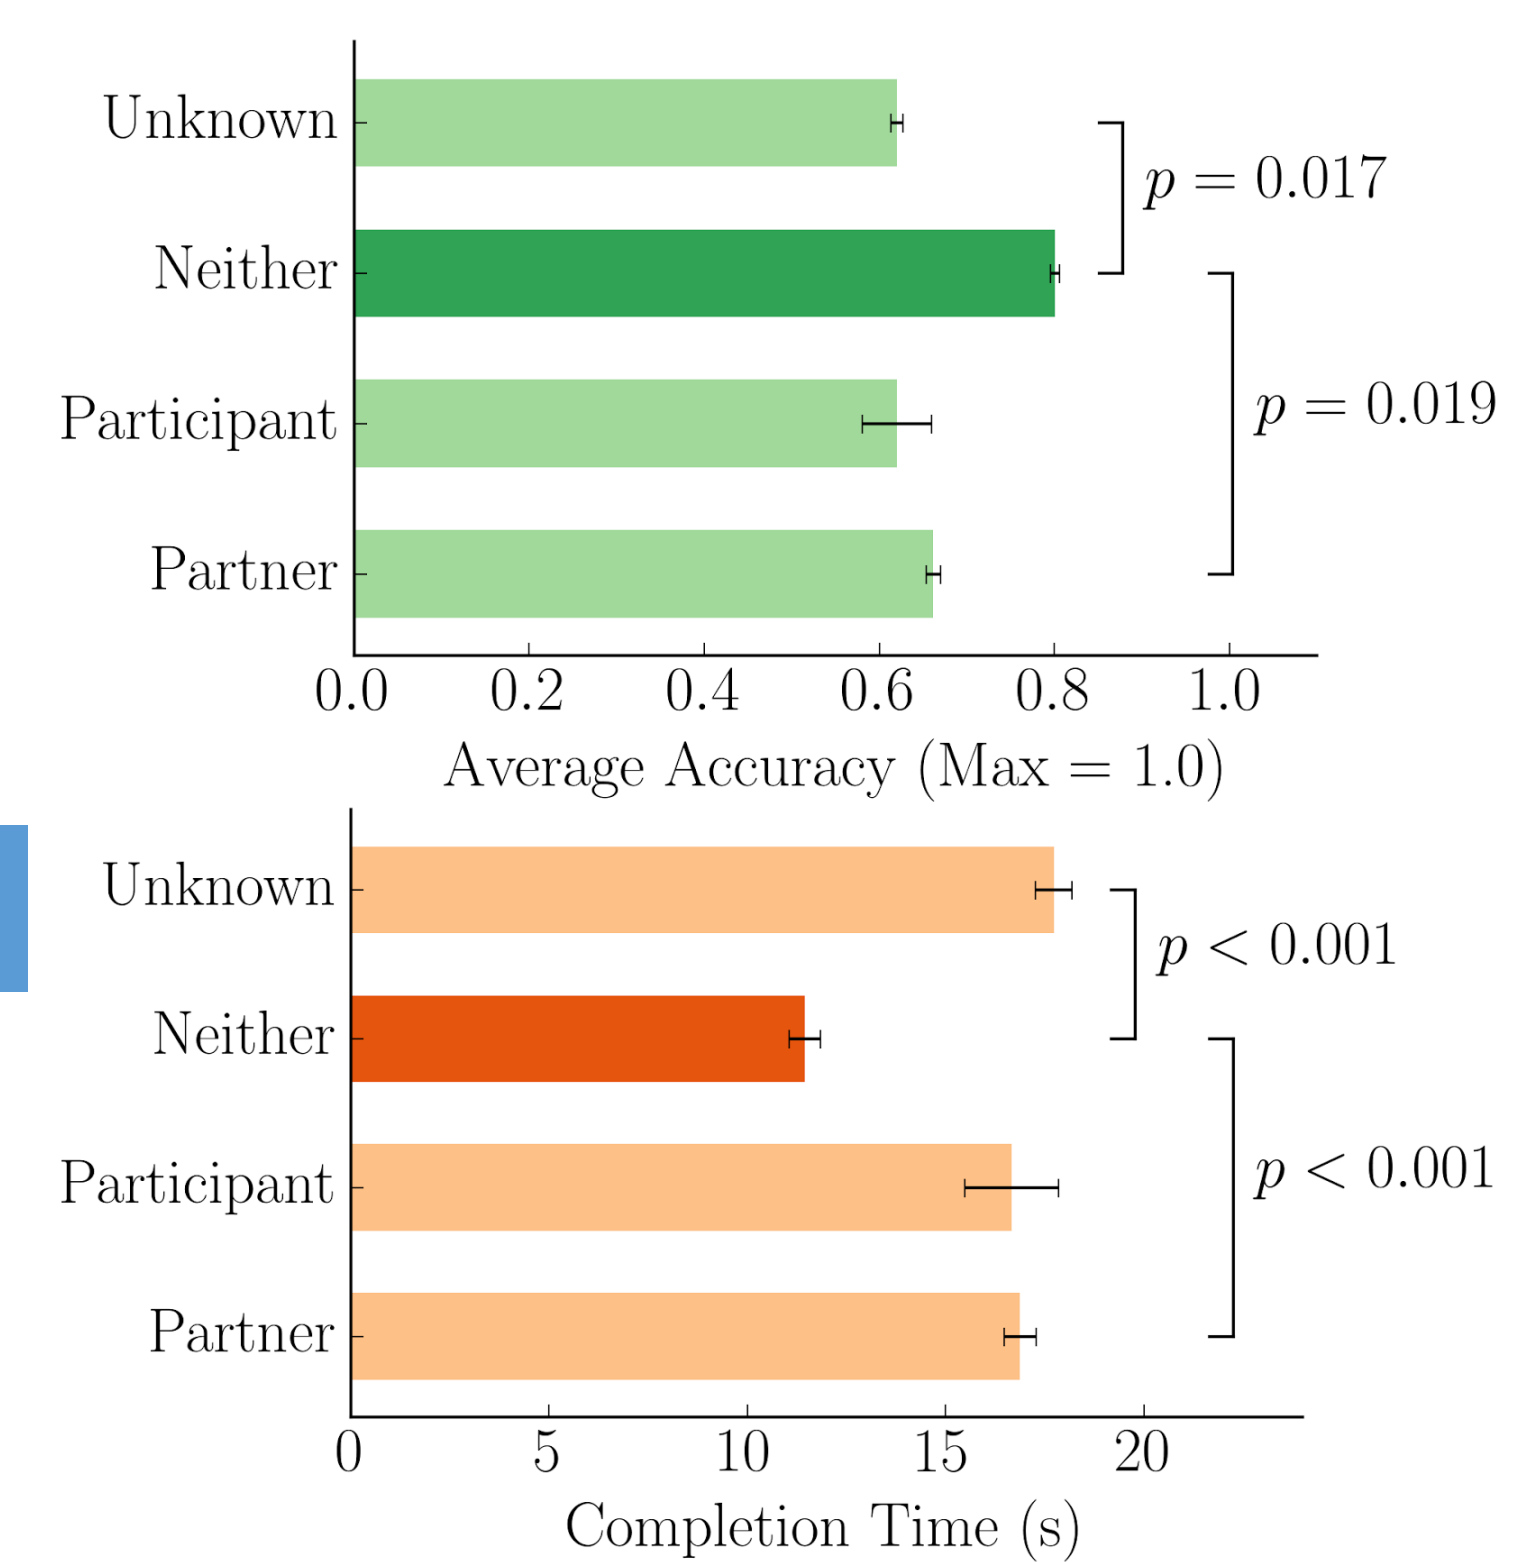 Unknown
p = 0.017
Neither
p = 0.019
Participant
Partner
0.0 0.2 0.4 0.6 0.8 1.0
Average Accuracy (Max = 1.0)
Unknown
p < 0.001
Neither
p < 0.001
Participant
Partner
0 5 10 15 20
Completion Time (s)